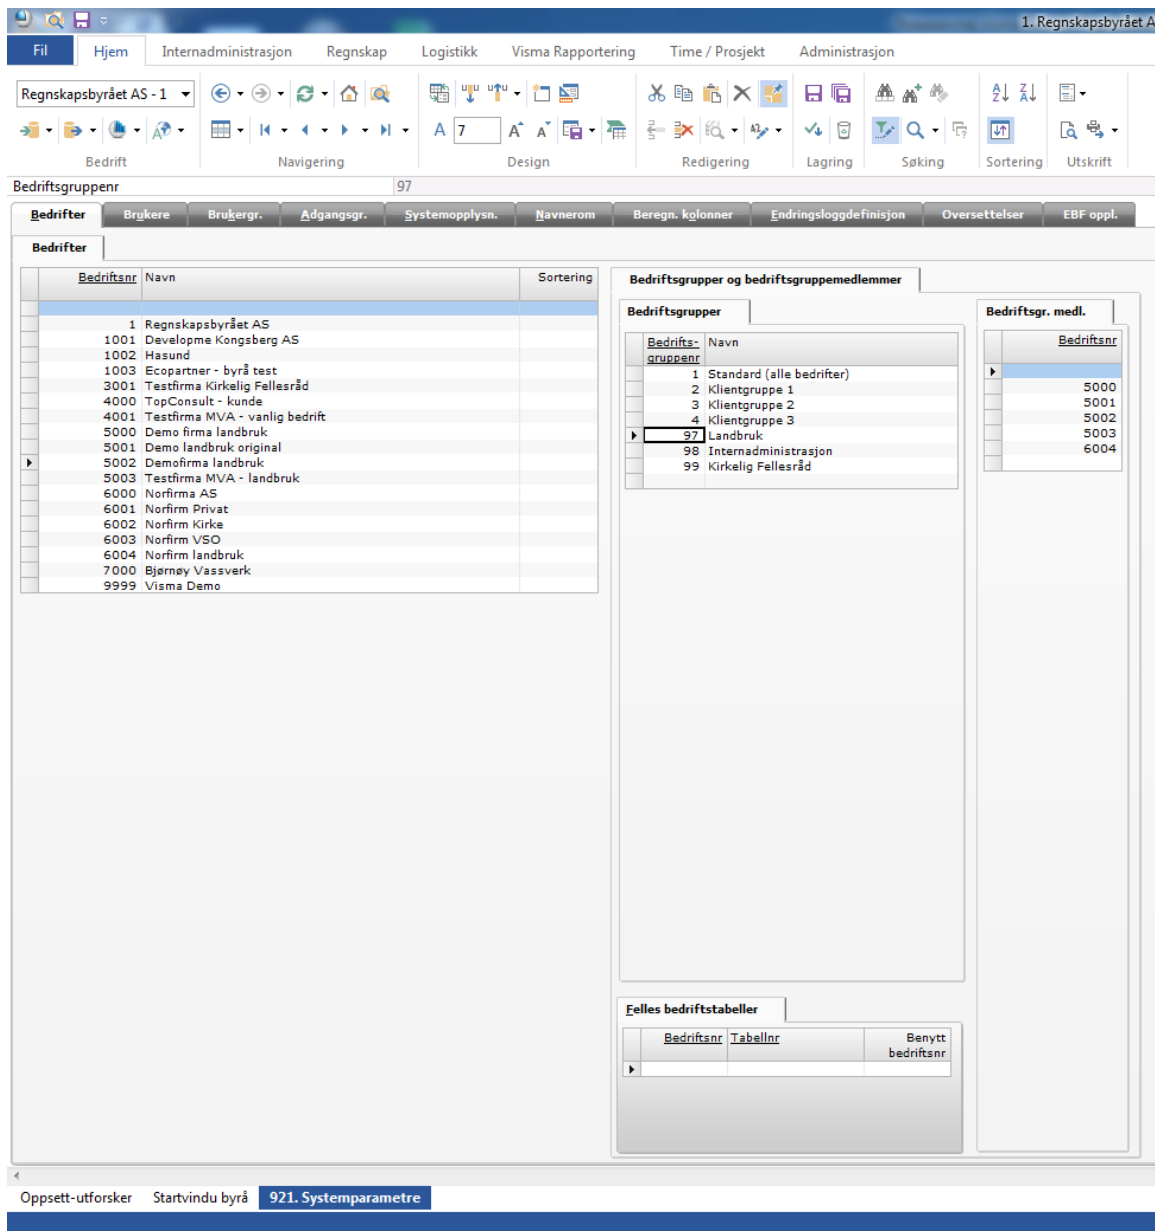 1. Regnskapsbyrået A
Fil Hjem Internadministrasjon Regnskap Logistikk Visma Rapportering Time / Prosjekt Administrasjon
Regnskapsbyrået AS - 1
A 7
Bedrift Navigering Design Redigering Lagring Søking Sortering Utskrift
Bedriftsgruppenr 97
Bedrifter Brukere Brukergr. Adgangsgr. Systemopplysn. Navnerom Beregn. kolonner Endringsloggdefinisjon Oversettelser EBF oppl.
Bedrifter
Bedriftsnr Navn Sortering
1 Regnskapsbyrået AS
1001 Developme Kongsberg AS
1002 Hasund
1003 Ecopartner - byrå test
3001 Testfirma Kirkelig Fellesråd
4000 TopConsult - kunde
4001 Testfirma MVA - vanlig bedrift
5000 Demo firma landbruk
5001 Demo landbruk original
5002 Demofirma landbruk
5003 Testfirma MVA - landbruk
6000 Norfirma AS
6001 Norfirm Privat
6002 Norfirm Kirke
6003 Norfirm VSO
6004 Norfirm landbruk
7000 Bjørnøy Vassverk
9999 Visma Demo
Bedriftsgrupper og bedriftsgruppemedlemmer
Bedriftsgrupper
Bedrifts- Navn
gruppenr
1 Standard (alle bedrifter)
2 Klientgruppe 1
3 Klientgruppe 2
4 Klientgruppe 3
97 Landbruk
98 Internadministrasjon
99 Kirkelig Fellesråd
Bedriftsgr. medl.
Bedriftsnr
5000
5001
5002
5003
6004
Felles bedriftstabeller
Bedriftsnr Tabellnr Benytt
bedriftsnr
Oppsett-utforsker Startvindu byrå 921. Systemparametre